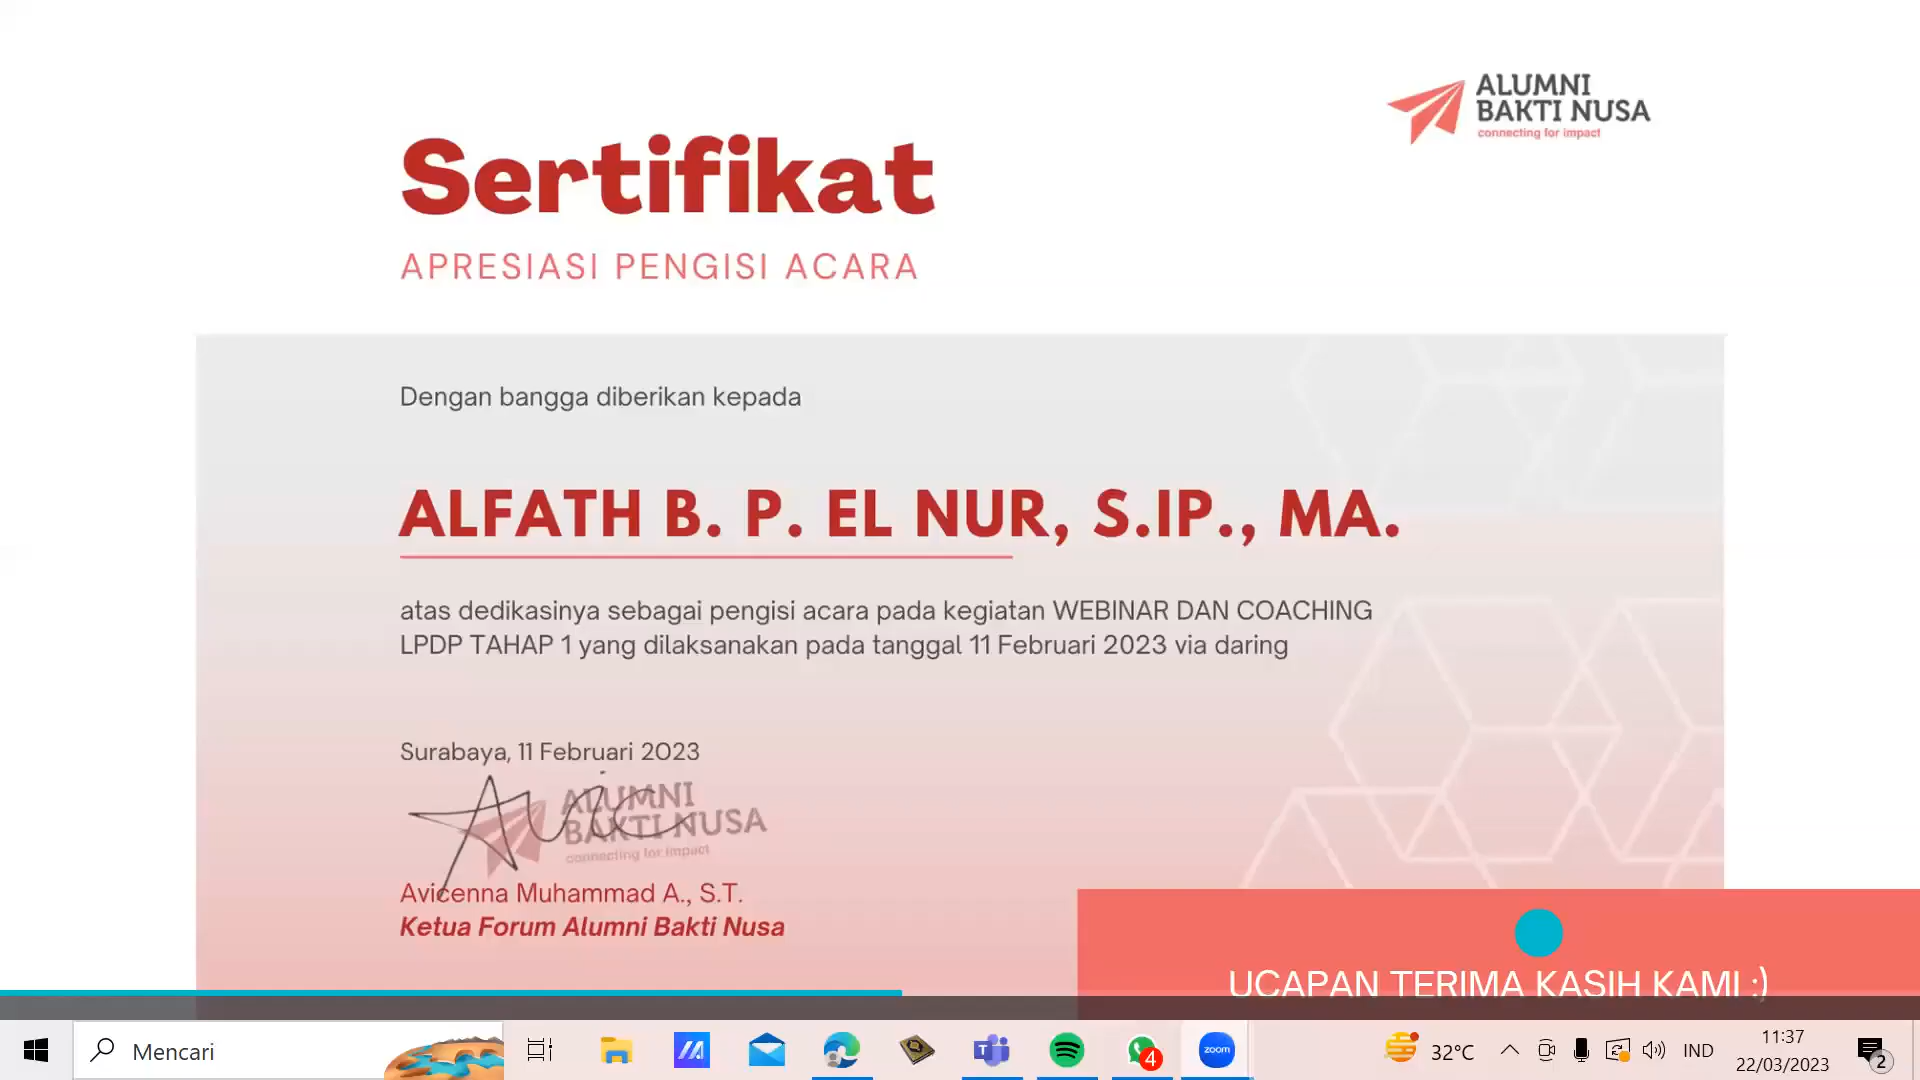 ALUMNI
BAKTI NUSA
connecting for impact
Sertifikat
APRESIASI PENGISI ACARA
Dengan bangga diberikan kepada
ALFATH B. P. EL NUR, S.IP., MA.
atas dedikasinya sebagai pengisi acara pada kegiatan WEBINAR DAN COACHING
LPDP TAHAP 1 yang dilaksanakan pada tanggal 11 Februari 2023 via daring
Surabaya, 11 Februari 2023
ALUMNI
BAKTI NUSA
connecting for impact
Avicenna Muhammad A., S.T.
Ketua Forum Alumni Bakti Nusa
UCAPAN TERIMA KASIH KAMI :)
Mencari
4
zoom
32°C
IND
11:37
22/03/2023
2